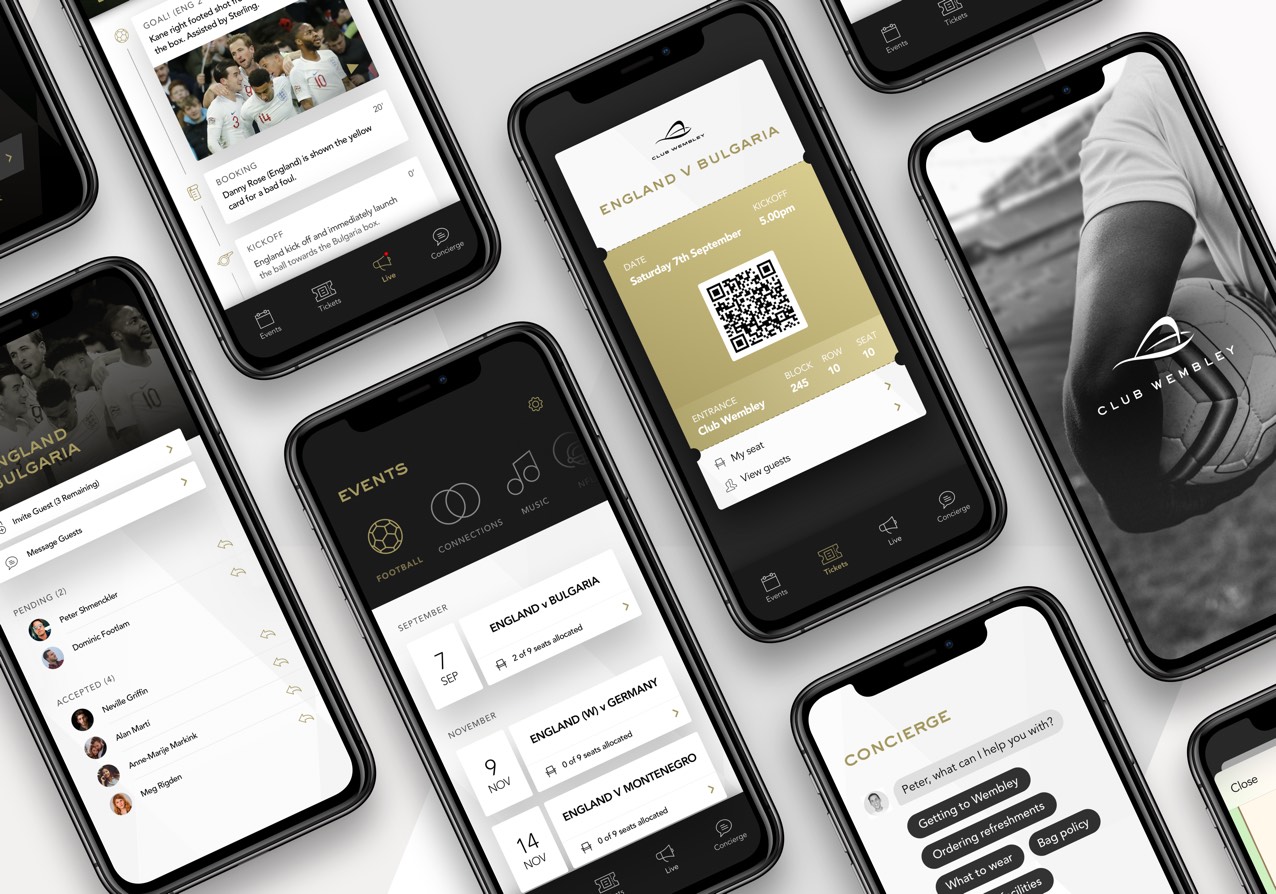 GOAL! (ENG 2
Kane right footed shot
the box. Assisted by Sterling.
20'
BOOKING
Danny Rose (England) is shown the yellow
card for a bad foul.
0'
KICKOFF
England kick off and immediately launch
the ball towards the Bulgaria box.
Events
Tickets
Live
Concierge
CLUB WEMBLEY
ENGLAND V BULGARIA
DATE
Saturday 7th September
KICKOFF
5.00pm
ENTRANCE
Club Wembley
BLOCK
245
ROW
10
SEAT
10
My seat
View guests
Events
Tickets
Live
Concierge
Events
Tickets
CLUB WEMBLEY
NGLAND
BULGARIA
Invite Guest (3 Remaining)
Message Guests
PENDING (2)
Peter Shmenckler
Dominic Footlam
ACCEPTED (4)
Neville Griffin
Alan Marti
Anne-Marije Markink
Meg Rigden
EVENTS
FOOTBALL
CONNECTIONS
MUSIC
NFL
SEPTEMBER
7
SEP
ENGLAND v BULGARIA
2 of 9 seats allocated
NOVEMBER
9
NOV
ENGLAND (W) v GERMANY
0 of 9 seats allocated
14
NOV
ENGLAND V MONTENEGRO
0 of 9 seats allocated
Tickets
Live
Concierge
CONCIERGE
Peter, what can I help you with?
Getting to Wembley
Ordering refreshments
What to wear
Bag policy
facilities
Close
3
14
10